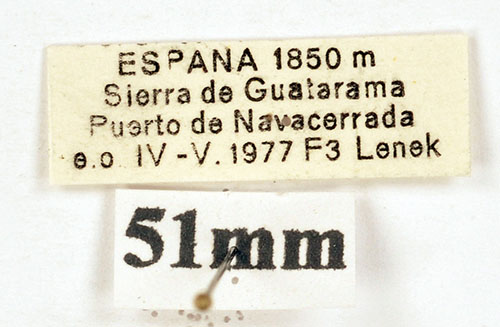 ESPANA 1850 m
Sierra de Guatarama
Puerto de Navacerrada
e.o IV-V. 1977 F3 Lenek
51mm